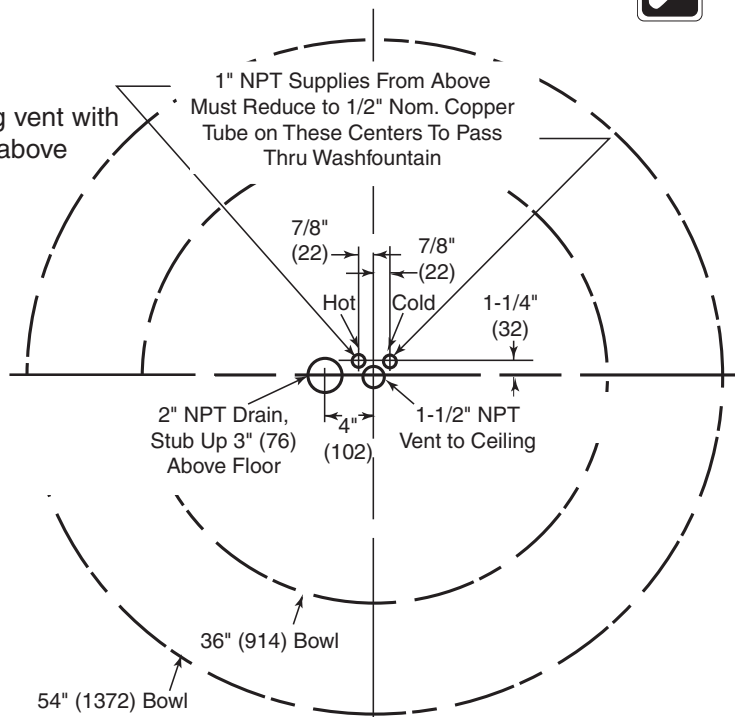 1" NPT Supplies From Above
Must Reduce to 1/2" Nom. Copper
Tube on These Centers To Pass
Thru Washfountain
vent with
above
7/8"
(22)
7/8"
(22)
Hot
Cold
1-1/4"
(32)
2" NPT Drain,
Stub Up 3" (76)
Above Floor
4"
(102)
1-1/2" NPT
Vent to Ceiling
36" (914) Bowl
54" (1372) Bowl